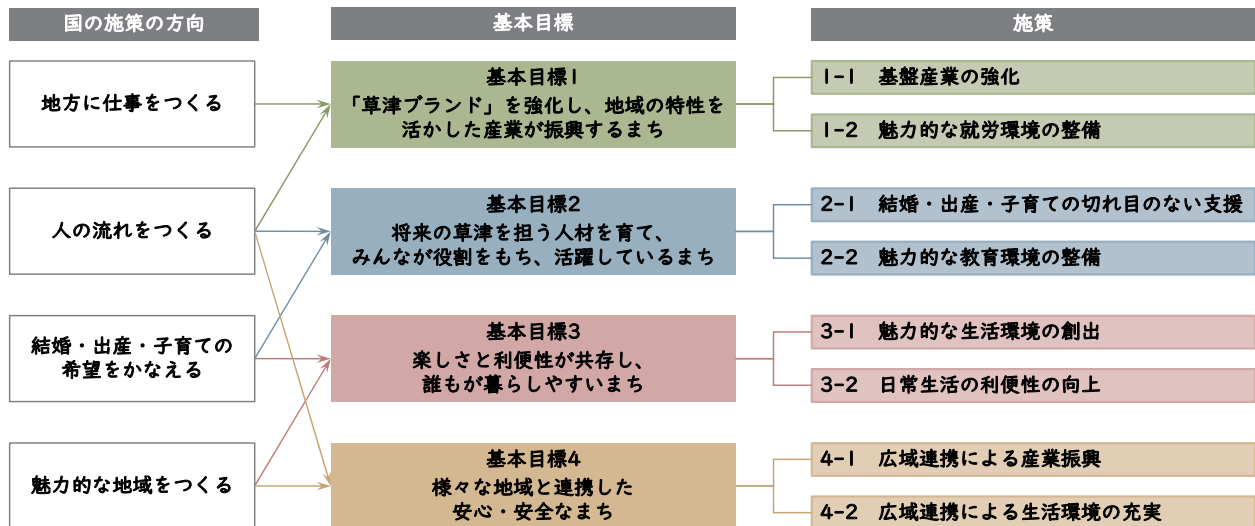 国の施策の方向
基本目標
施策
地方に仕事をつくる
人の流れをつくる
結婚・出産・子育ての
希望をかなえる
魅力的な地域をつくる
基本目標1
「草津ブランド」を強化し、地域の特性を
活かした産業が振興するまち
基本目標2
将来の草津を担う人材を育て、
みんなが役割をもち、活躍しているまち
基本目標3
楽しさと利便性が共存し、
誰もが暮らしやすいまち
基本目標4
様々な地域と連携した
安心・安全なまち
1-1 基盤産業の強化
1-2 魅力的な就労環境の整備
2-1 結婚・出産・子育ての切れ目のない支援
2-2 魅力的な教育環境の整備
3-1 魅力的な生活環境の創出
3-2 日常生活の利便性の向上
4-1 広域連携による産業振興
4-2 広域連携による生活環境の充実